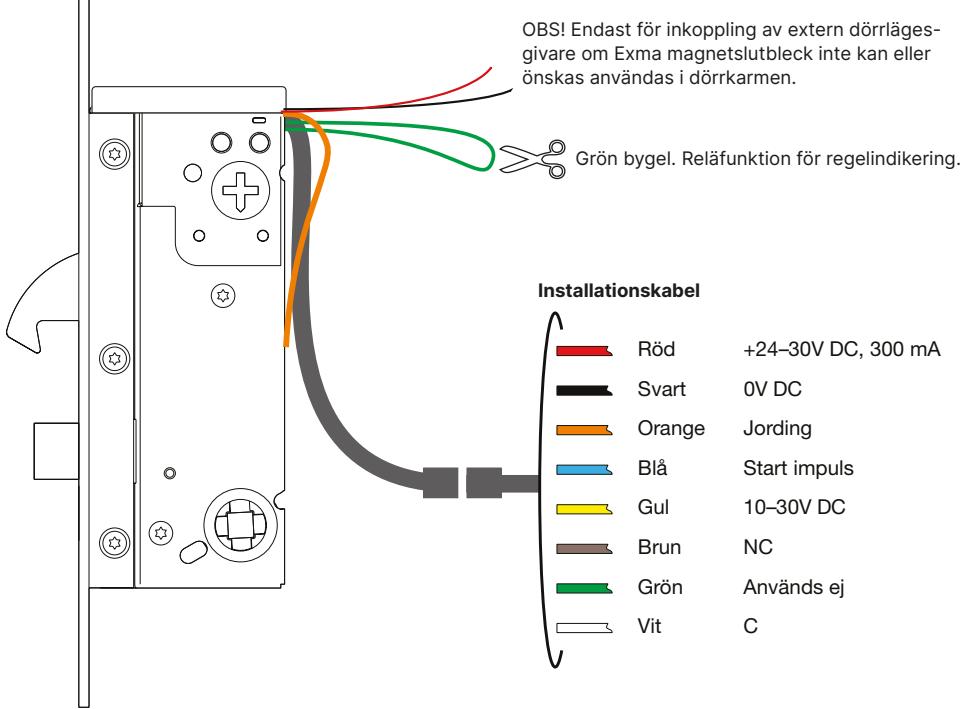 OBS! Endast för inkoppling av extern dörrläges-
givare om Exma magnetslutbleck inte kan eller
önskas användas i dörrkarmen.
Grön bygel. Reläfunktion för regelindikering.
Installationskabel
Röd +24–30V DC, 300 mA
Svart 0V DC
Orange Jording
Blå Start impuls
Gul 10–30V DC
Brun NC
Grön Används ej
Vit C